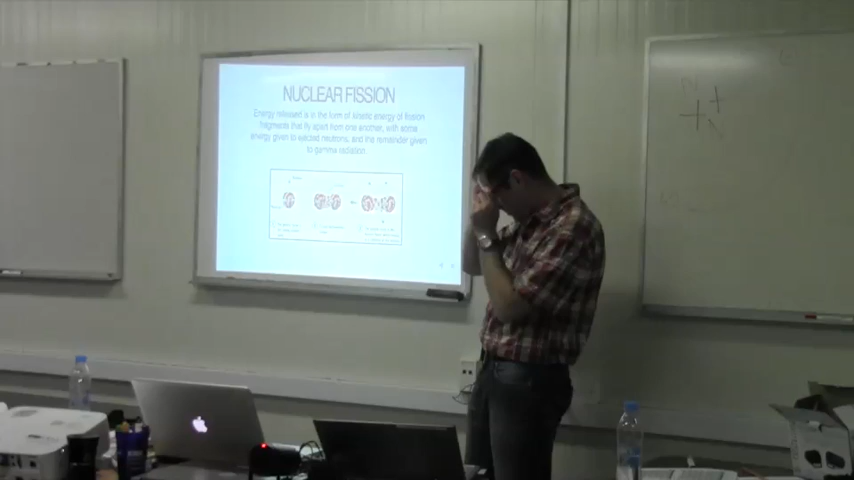 NUCLEAR FISSION
Energy released is in the form of kinetic energy of fission
fragments that fly apart from one another, with some
energy given to ejected neutrons, and the remainder given
to gamma radiation.
N
N